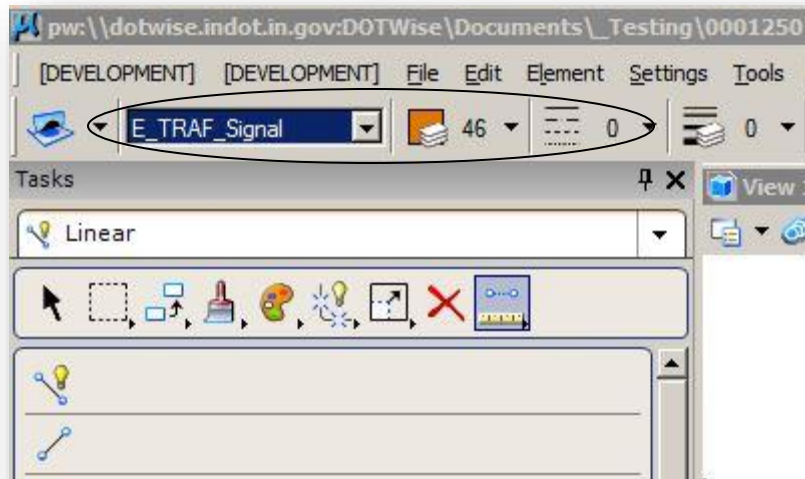 pw:\\dotwise.indot.in.gov:DOTWise\Documents\_Testing\0001250
[DEVELOPMENT] [DEVELOPMENT] File Edit Element Settings Tools
E_TRAF_Signal 46 0 0
Tasks
View
Linear